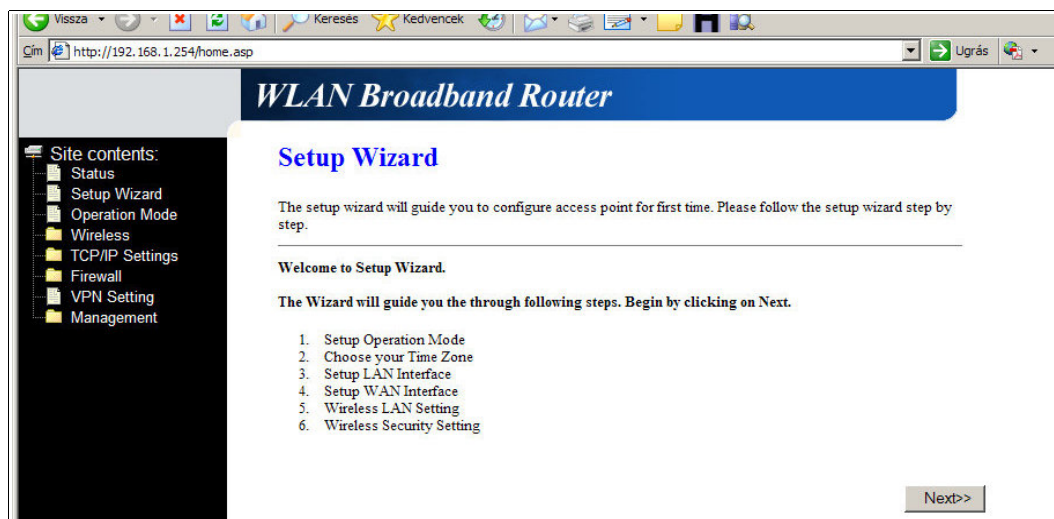 Vissza Keresés Kedvencek
Cím http://192.168.1.254/home.asp Ugrás
WLAN Broadband Router
Site contents:
Status
Setup Wizard
Operation Mode
Wireless
TCP/IP Settings
Firewall
VPN Setting
Management
Setup Wizard
The setup wizard will guide you to configure access point for first time. Please follow the setup wizard step by
step.
Welcome to Setup Wizard.
The Wizard will guide you the through following steps. Begin by clicking on Next.
1. Setup Operation Mode
2. Choose your Time Zone
3. Setup LAN Interface
4. Setup WAN Interface
5. Wireless LAN Setting
6. Wireless Security Setting
Next>>